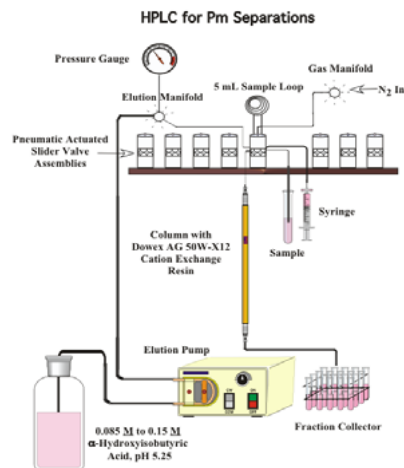 HPLC for Pm Separations
Pressure Gauge
Gas Manifold
5 mL Sample Loop
Elution Manifold
N2 In
Pneumatic Actuated
Slider Valve
Assemblies
Syringe
Sample
Column with
Dowex AG 50W-X12
Cation Exchange
Resin
Elution Pump
Fraction Collector
0.085 M to 0.15 M
α-Hydroxyisobutyric
Acid, pH 5.25